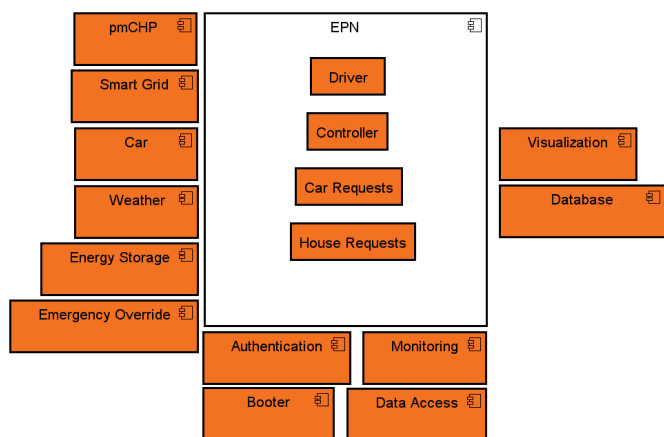 pmCHP
Smart Grid
Car
Weather
Energy Storage
Emergency Override
EPN
Driver
Controller
Car Requests
House Requests
Visualization
Database
Authentication
Monitoring
Booter
Data Access